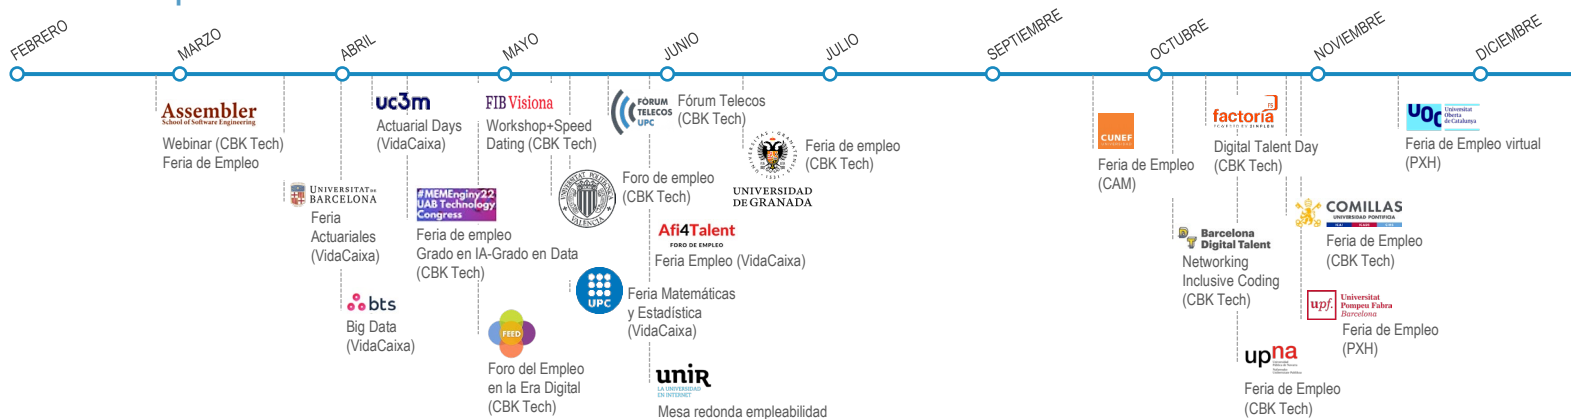 FEBRERO
MARZO
ABRIL
MAYO
JUNIO
JULIO
SEPTIEMBRE
OCTUBRE
NOVIEMBRE
DICIEMBRE
Assembler
School of Software Engineering
Webinar (CBK Tech)
Feria de Empleo
UNIVERSITAT DE
BARCELONA
Feria
Actuariales
(VidaCaixa)
bts
Big Data
(VidaCaixa)
uc3m
Actuarial Days
(VidaCaixa)
#MEMEnginy22
UAB Technology
Congress
Feria de empleo
Grado en IA-Grado en Data
(CBK Tech)
FIB Visiona
Workshop+Speed
Dating (CBK Tech)
FEED
Foro del Empleo
en la Era Digital
(CBK Tech)
UNIVERSITAT POLITÈCNICA
VALÈNCIA
Foro de empleo
(CBK Tech)
UPC
Feria Matemáticas
y Estadística
(VidaCaixa)
FÒRUM
TELECOS
UPC
Fórum Telecos
(CBK Tech)
Afi4Talent
FORO DE EMPLEO
Feria Empleo (VidaCaixa)
uniR
LA UNIVERSIDAD
EN INTERNET
Mesa redonda empleabilidad
UNIVERSIDAD
DE GRANADA
Feria de empleo
(CBK Tech)
CUNEF
Feria de Empleo
(CAM)
Barcelona
Digital Talent
Networking
Inclusive Coding
(CBK Tech)
factoría
F5
Digital Talent Day
(CBK Tech)
upna
Feria de Empleo
(CBK Tech)
COMILLAS
UNIVERSIDAD PONTIFICIA
Feria de Empleo
(CBK Tech)
upf.
Universitat
Pompeu Fabra
Barcelona
Feria de Empleo
(PXH)
UOC
Universitat
Oberta
de Catalunya
Feria de Empleo virtual
(PXH)